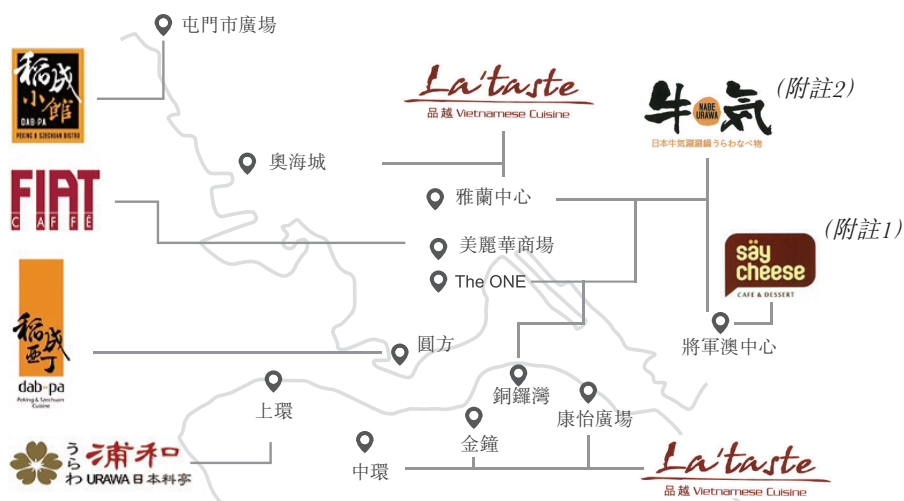 屯門市廣場
稻成
小館
DAB-PA
PEKING & SZECHUAN BISTRO
La'taste
品越 Vietnamese Cuisine
牛気
NABE
URAWA
日本牛気涮涮鍋うらわなべ物
(附註2)
奧海城
雅蘭中心
FIAT
CAFFÉ
美麗華商場
The ONE
(附註1)
säy
cheese
CAFE & DESSERT
將軍澳中心
稻成
亜丁
dab-pa
Peking & Szechuan
Cuisine
圓方
上環
銅鑼灣
康怡廣場
金鐘
中環
うらわ
浦和
URAWA 日本料亭
La'taste
品越 Vietnamese Cuisine